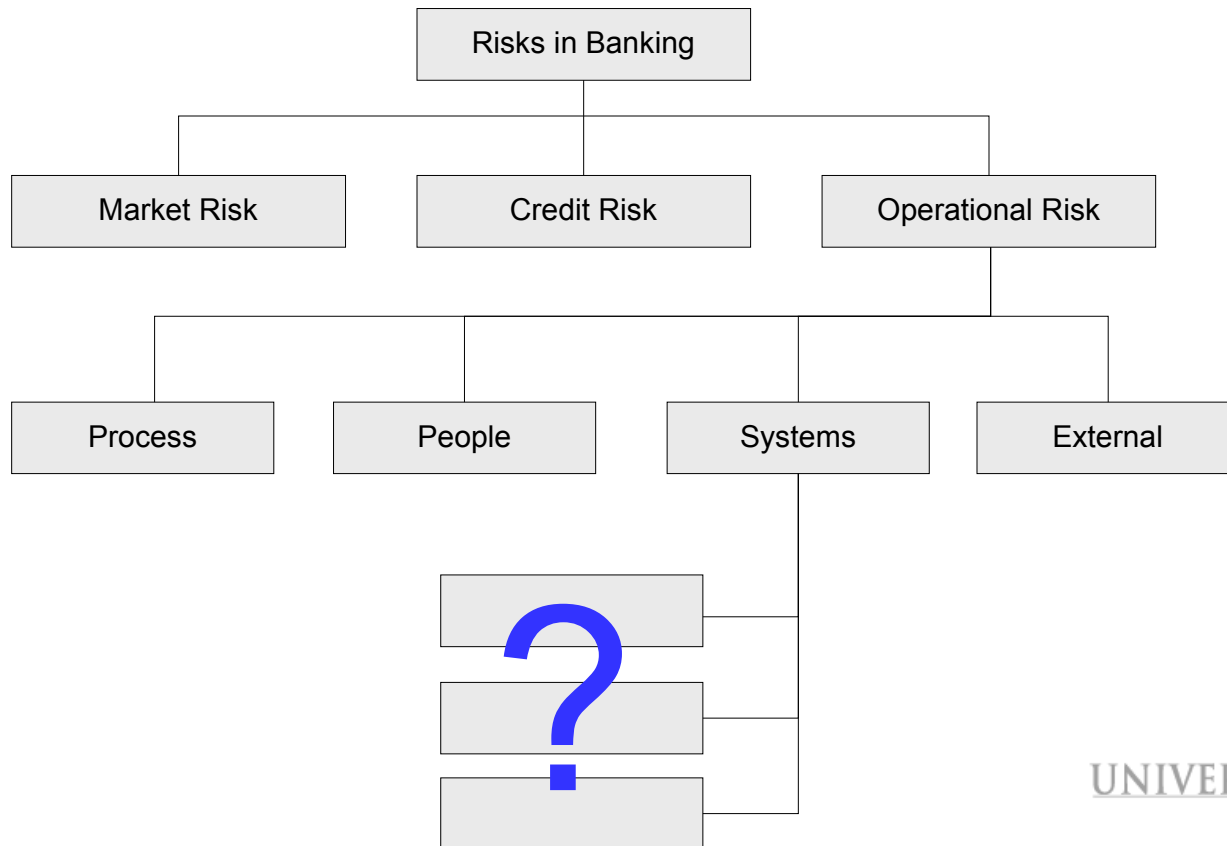 Risks in Banking
Market Risk
Credit Risk
Operational Risk
Process
People
Systems
External
?